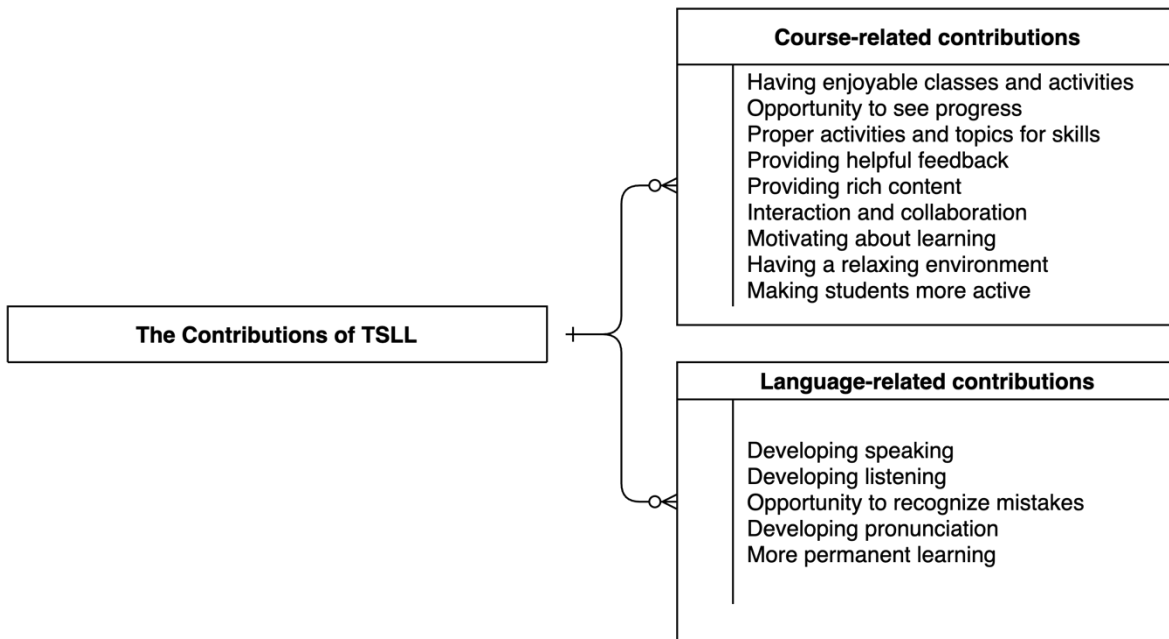 Course-related contributions
Having enjoyable classes and activities
Opportunity to see progress
Proper activities and topics for skills
Providing helpful feedback
Providing rich content
Interaction and collaboration
Motivating about learning
Having a relaxing environment
Making students more active
The Contributions of TSLL
Language-related contributions
Developing speaking
Developing listening
Opportunity to recognize mistakes
Developing pronunciation
More permanent learning